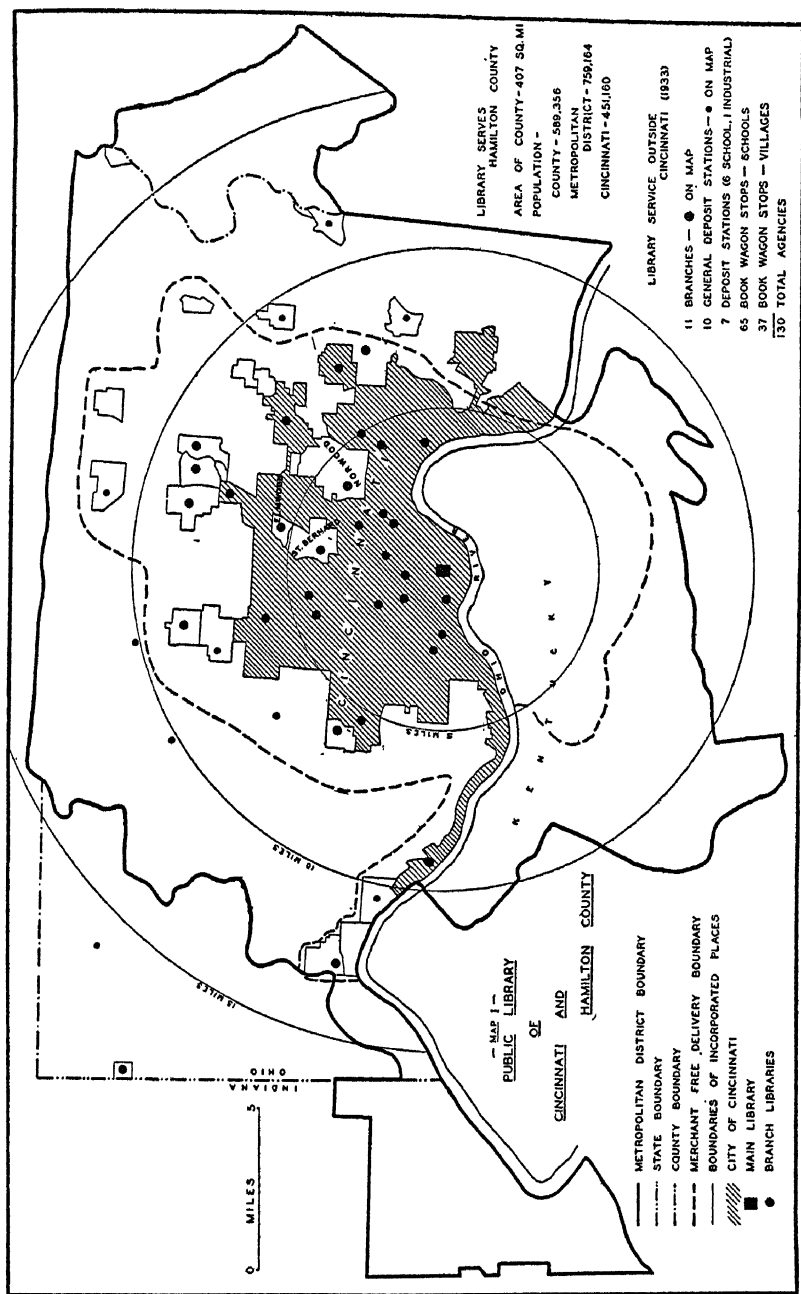 LIBRARY SERVES
HAMILTON COUNTY
AREA OF COUNTY-407 SQ. MI
POPULATION -
COUNTY - 589,356
METROPOLITAN
DISTRICT - 759,164
CINCINNATI - 451,160
LIBRARY SERVICE OUTSIDE
CINCINNATI (1933)
11 BRANCHES — ● ON MAP
10 GENERAL DEPOSIT STATIONS — • ON MAP
7 DEPOSIT STATIONS (6 SCHOOL, 1 INDUSTRIAL)
65 BOOK WAGON STOPS — SCHOOLS
37 BOOK WAGON STOPS — VILLAGES
130 TOTAL AGENCIES
15 MILES
10 MILES
5 MILES
CINCINNATI
NORWOOD
ST. BERNARD
OHIO RIVER
KENTUCKY
INDIANA
OHIO
0 5
MILES
— MAP I —
PUBLIC LIBRARY
OF
CINCINNATI AND
HAMILTON COUNTY
METROPOLITAN DISTRICT BOUNDARY
STATE BOUNDARY
COUNTY BOUNDARY
MERCHANT FREE DELIVERY BOUNDARY
BOUNDARIES OF INCORPORATED PLACES
CITY OF CINCINNATI
MAIN LIBRARY
BRANCH LIBRARIES